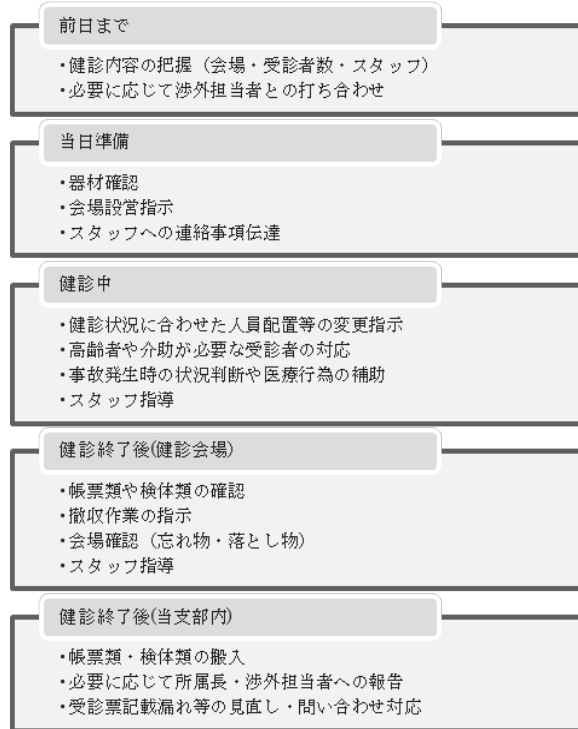 前日まで
・健診内容の把握（会場・受診者数・スタッフ）
・必要に応じて渉外担当者との打ち合わせ
当日準備
・器材確認
・会場設営指示
・スタッフへの連絡事項伝達
健診中
・健診状況に合わせた人員配置等の変更指示
・高齢者や介助が必要な受診者の対応
・事故発生時の状況判断や医療行為の補助
・スタッフ指導
健診終了後(健診会場)
・帳票類や検体類の確認
・撤収作業の指示
・会場確認（忘れ物・落とし物）
・スタッフ指導
健診終了後(当支部内)
・帳票類・検体類の搬入
・必要に応じて所属長・渉外担当者への報告
・受診票記載漏れ等の見直し・問い合わせ対応